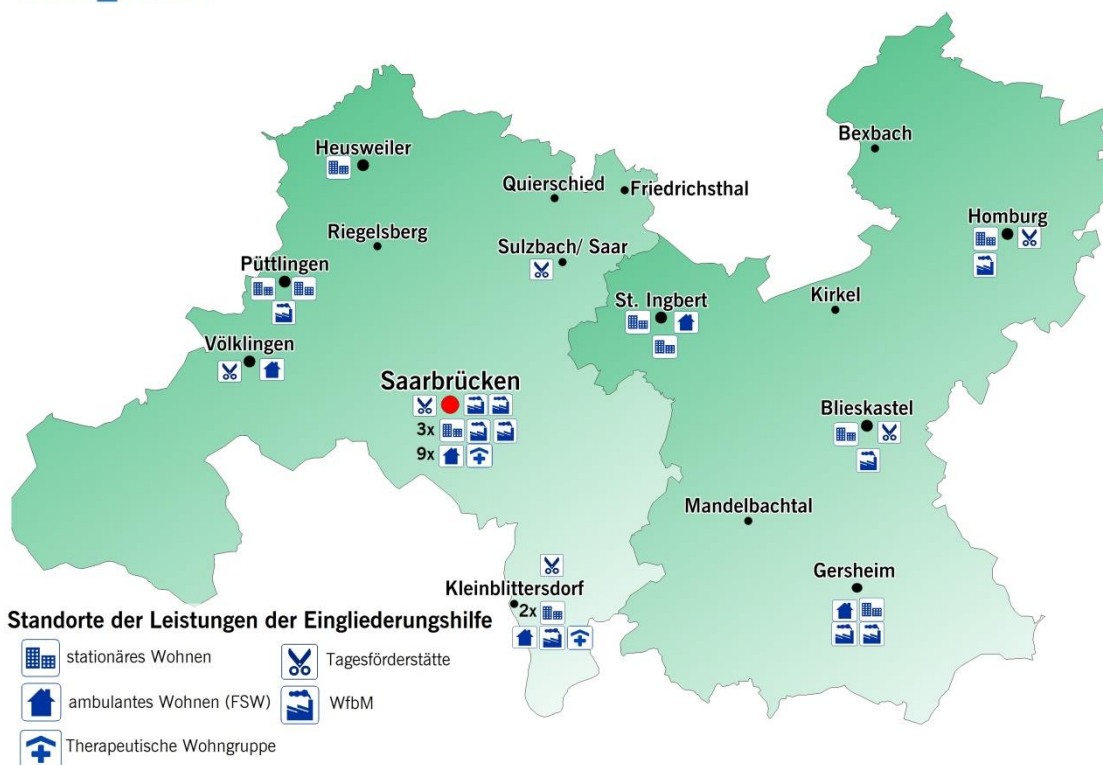 Bexbach
Heusweiler
Quierschied
Friedrichsthal
Homburg
Riegelsberg
Sulzbach/ Saar
Püttlingen
St. Ingbert
Kirkel
Völklingen
Saarbrücken
3x
9x
Blieskastel
Mandelbachtal
Gersheim
Kleinblittersdorf
2x
Standorte der Leistungen der Eingliederungshilfe
stationäres Wohnen
Tagesförderstätte
ambulantes Wohnen (FSW)
WfbM
Therapeutische Wohngruppe